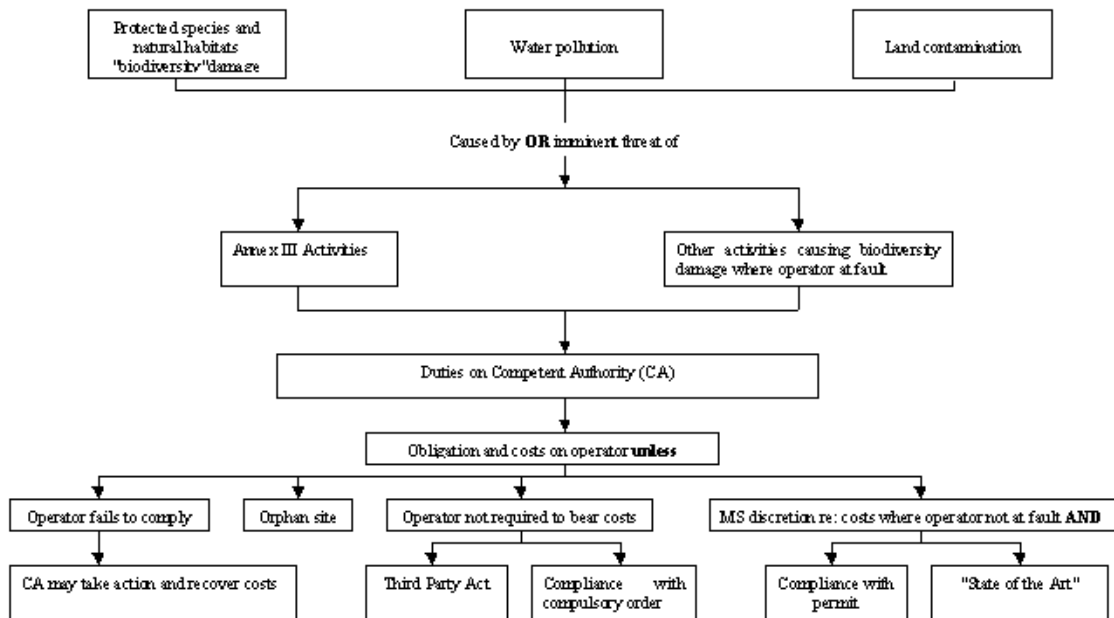 Protected species and
natural habitats
"biodiversity"damage
Water pollution
Land contamination
Caused by OR imminent threat of
Annex III Activities
Other activities causing biodiversity
damage where operator at fault
Duties on Competent Authority (CA)
Obligation and costs on operator unless
Operator fails to comply
Orphan site
Operator not required to bear costs
MS discretion re: costs where operator not at fault AND
CA may take action and recover costs
Third Party Act
Compliance with
compulsory order
Compliance with
permit
"State of the Art"